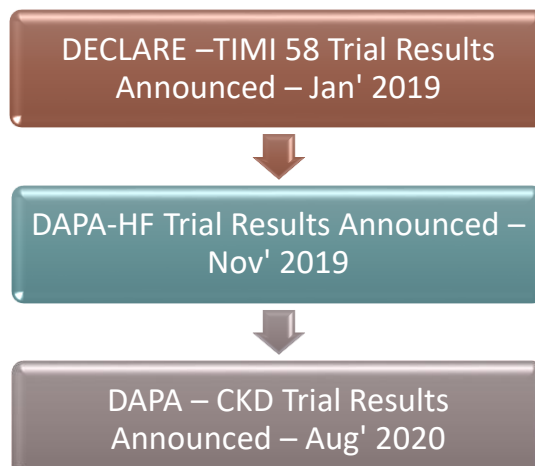 DECLARE –TIMI 58 Trial Results
Announced – Jan' 2019
DAPA-HF Trial Results Announced –
Nov' 2019
DAPA – CKD Trial Results
Announced – Aug' 2020